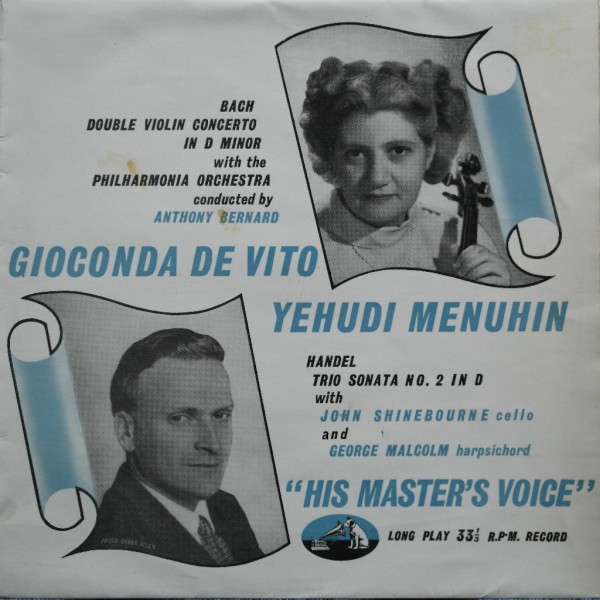 BACH
DOUBLE VIOLIN CONCERTO
IN D MINOR
with the
PHILHARMONIA ORCHESTRA
conducted by
ANTHONY BERNARD
GIOCONDA DE VITO
YEHUDI MENUHIN
HANDEL
TRIO SONATA NO. 2 IN D
with
JOHN SHINEBOURNE cello
and
GEORGE MALCOLM harpsichord
"HIS MASTER'S VOICE"
LONG PLAY 33⅓ R.P.M. RECORD